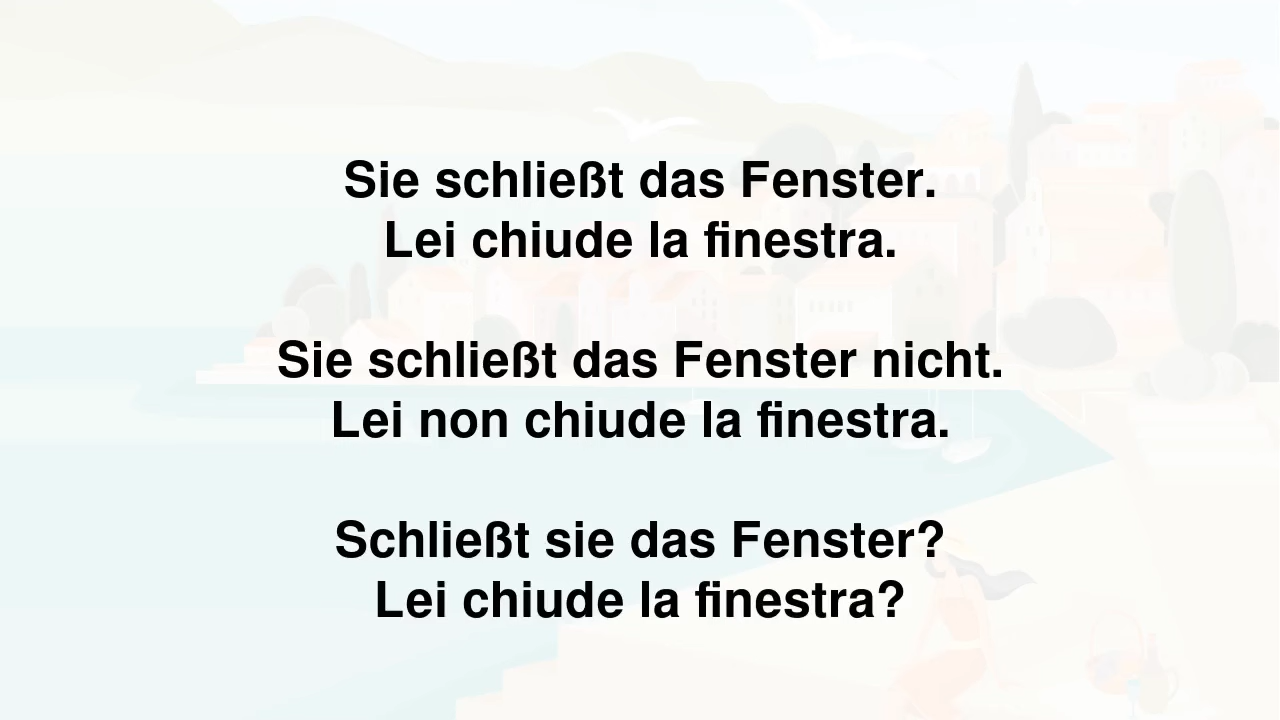 Sie schließt das Fenster.
Lei chiude la finestra.
Sie schließt das Fenster nicht.
Lei non chiude la finestra.
Schließt sie das Fenster?
Lei chiude la finestra?